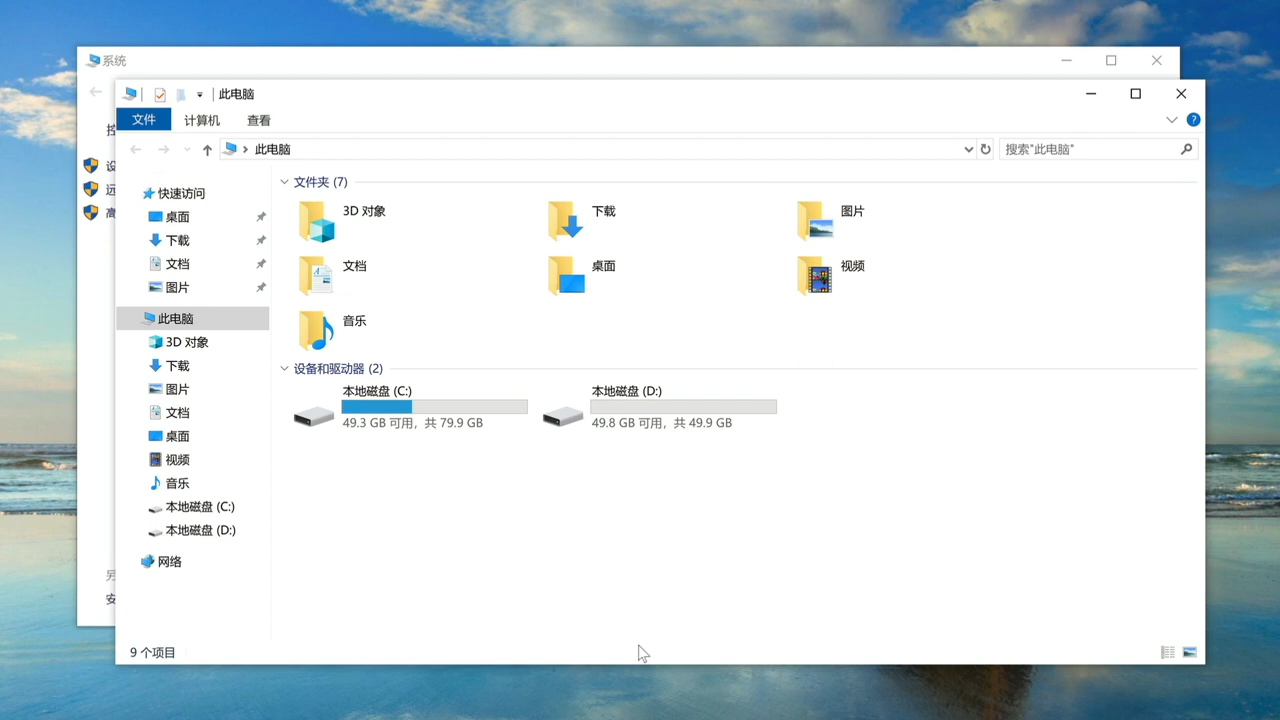 系统
此电脑
文件 计算机 查看
此电脑 搜索"此电脑"
控
设
远
高
快速访问
桌面
下载
文档
图片
此电脑
3D 对象
下载
图片
文档
桌面
视频
音乐
本地磁盘 (C:)
本地磁盘 (D:)
网络
文件夹 (7)
3D 对象 下载 图片
文档 桌面 视频
音乐
设备和驱动器 (2)
本地磁盘 (C:) 本地磁盘 (D:)
49.3 GB 可用，共 79.9 GB 49.8 GB 可用，共 49.9 GB
另
安
9 个项目